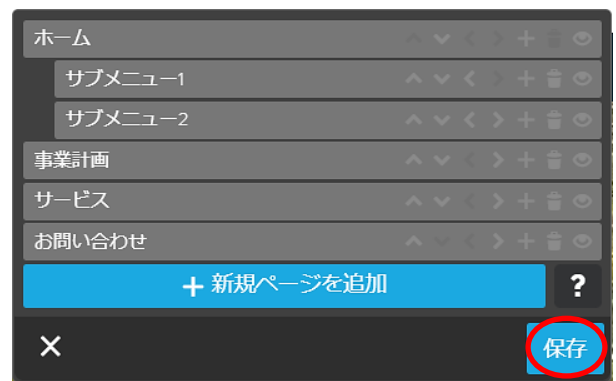 ホーム
サブメニュー1
サブメニュー2
事業計画
サービス
お問い合わせ
+ 新規ページを追加 ?
× 保存